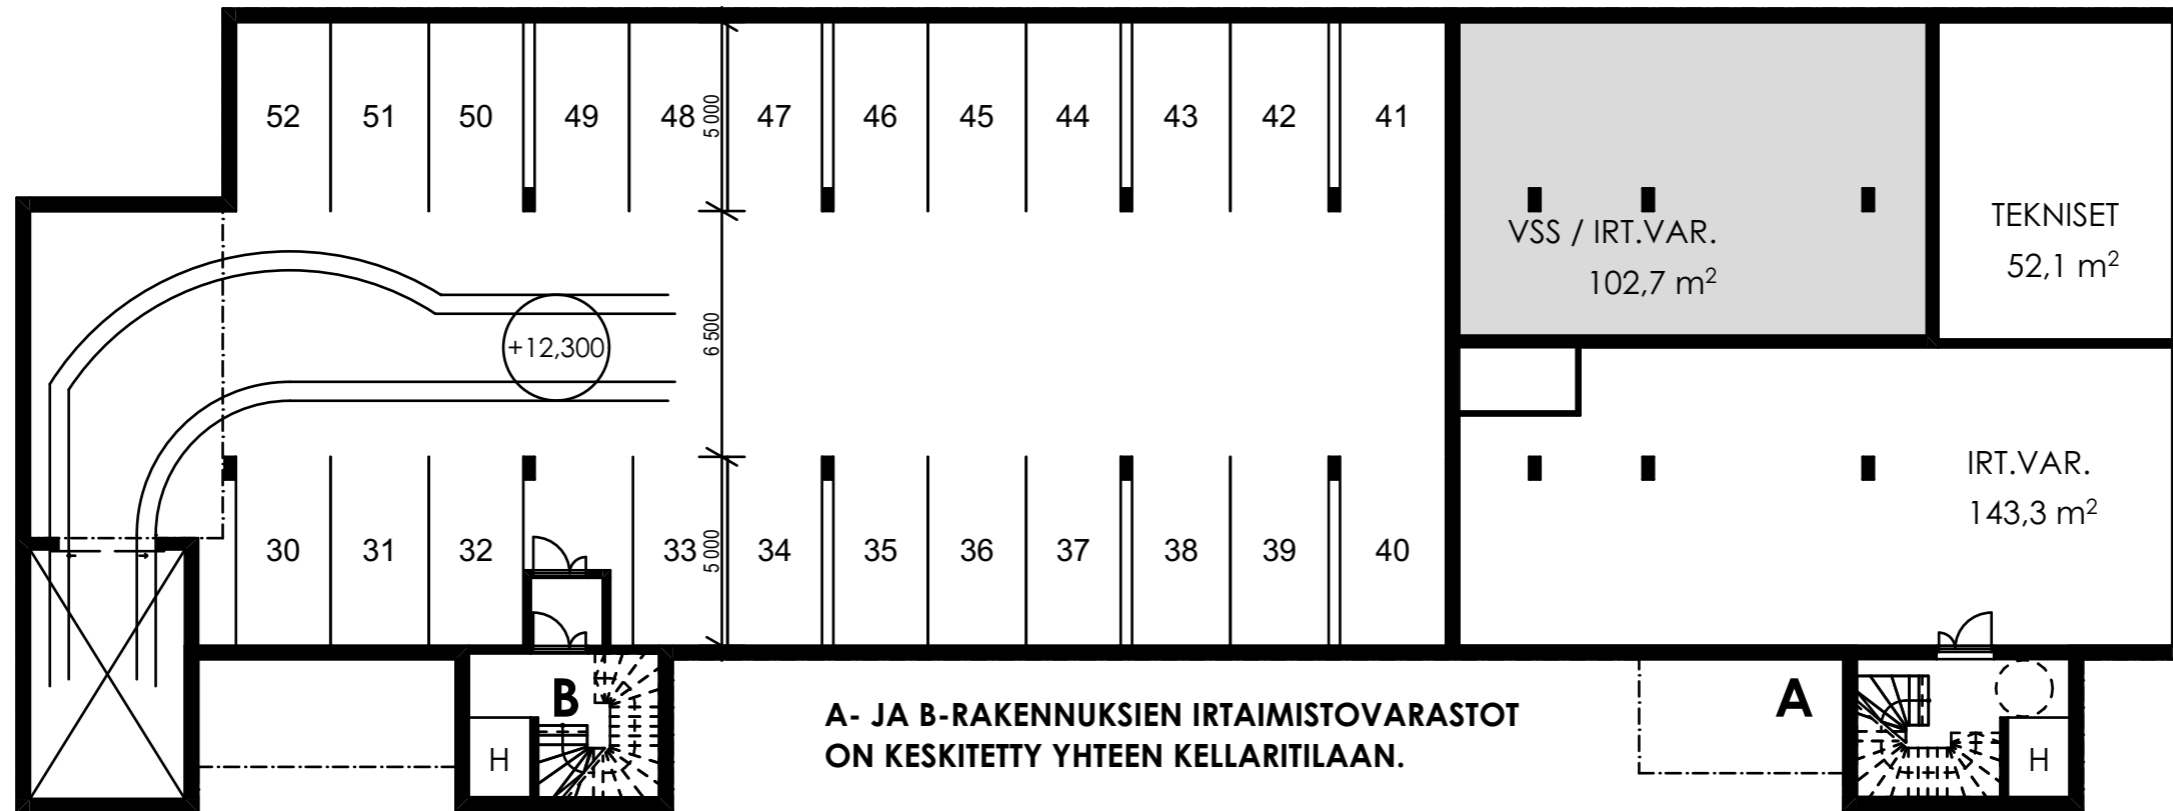 52 51 50 49 48 47 46 45 44 43 42 41
5 000
VSS / IRT.VAR.
102,7 m²
TEKNISET
52,1 m²
+12,300
6 500
IRT.VAR.
143,3 m²
30 31 32 33 34 35 36 37 38 39 40
5 000
B
H
A- JA B-RAKENNUKSIEN IRTAIMISTOVARASTOT
ON KESKITETTY YHTEEN KELLARITILAAN.
A
H